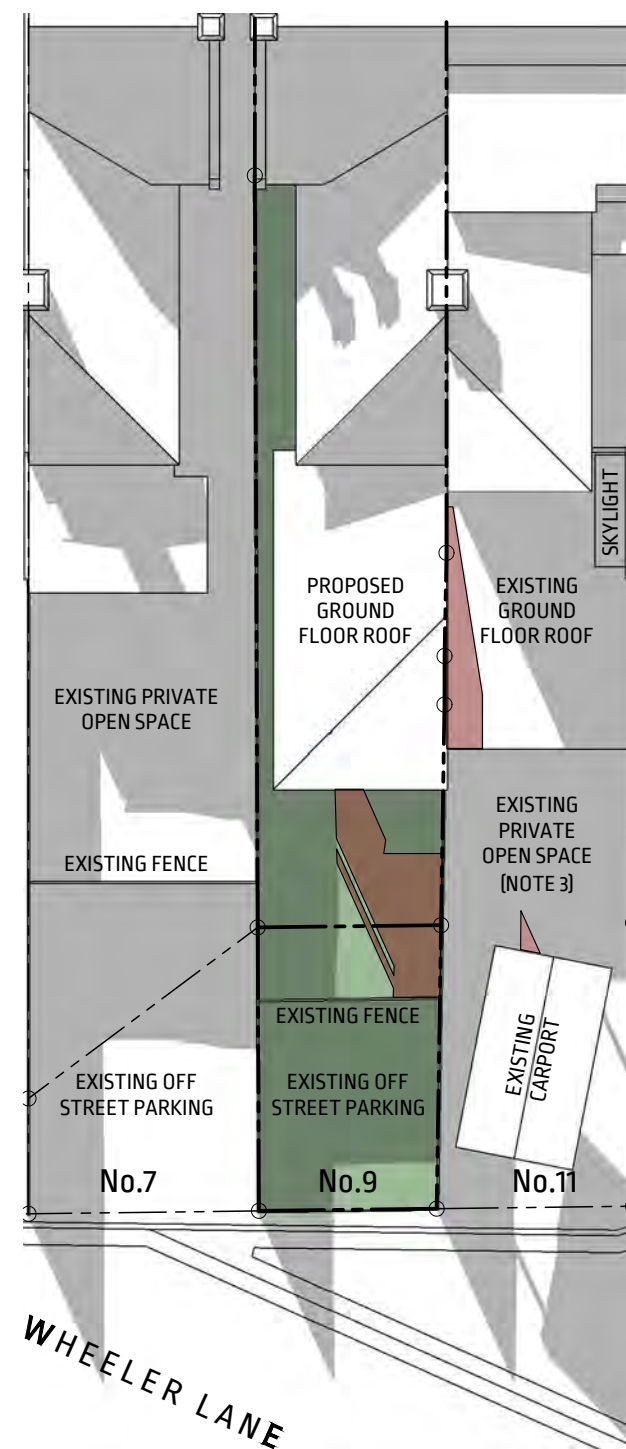 SKYLIGHT
PROPOSED
GROUND
FLOOR ROOF
EXISTING
GROUND
FLOOR ROOF
EXISTING PRIVATE
OPEN SPACE
EXISTING
PRIVATE
OPEN SPACE
(NOTE 3)
EXISTING FENCE
EXISTING FENCE
EXISTING
CARPORT
EXISTING OFF
STREET PARKING
EXISTING OFF
STREET PARKING
No.7
No.9
No.11
WHEELER LANE